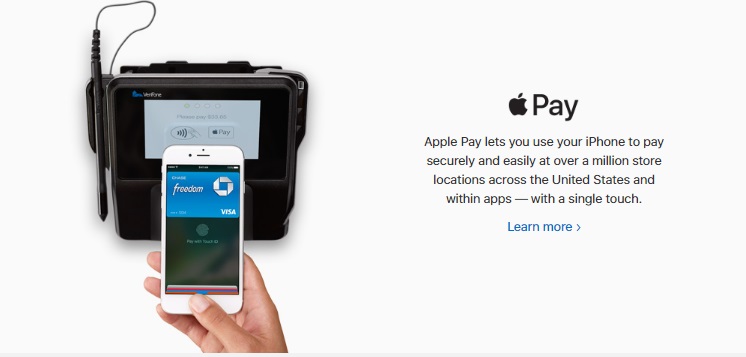 Verifone
Please pay
Pay
CHASE
freedom
VISA
Pay with Touch ID
Pay
Apple Pay lets you use your iPhone to pay
securely and easily at over a million store
locations across the United States and
within apps — with a single touch.
Learn more ›